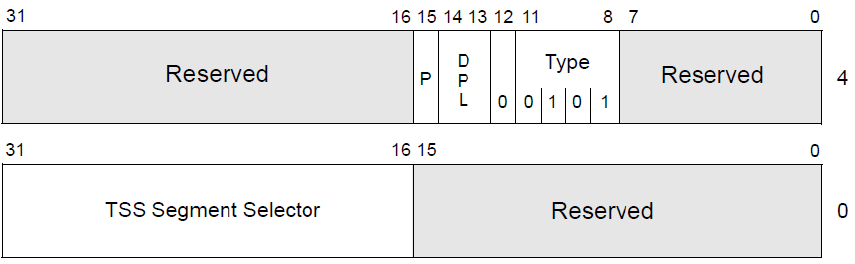 31 16 15 14 13 12 11 8 7 0
Reserved P DPL 0 Type 0 1 0 1 Reserved 4
31 16 15 0
TSS Segment Selector Reserved 0